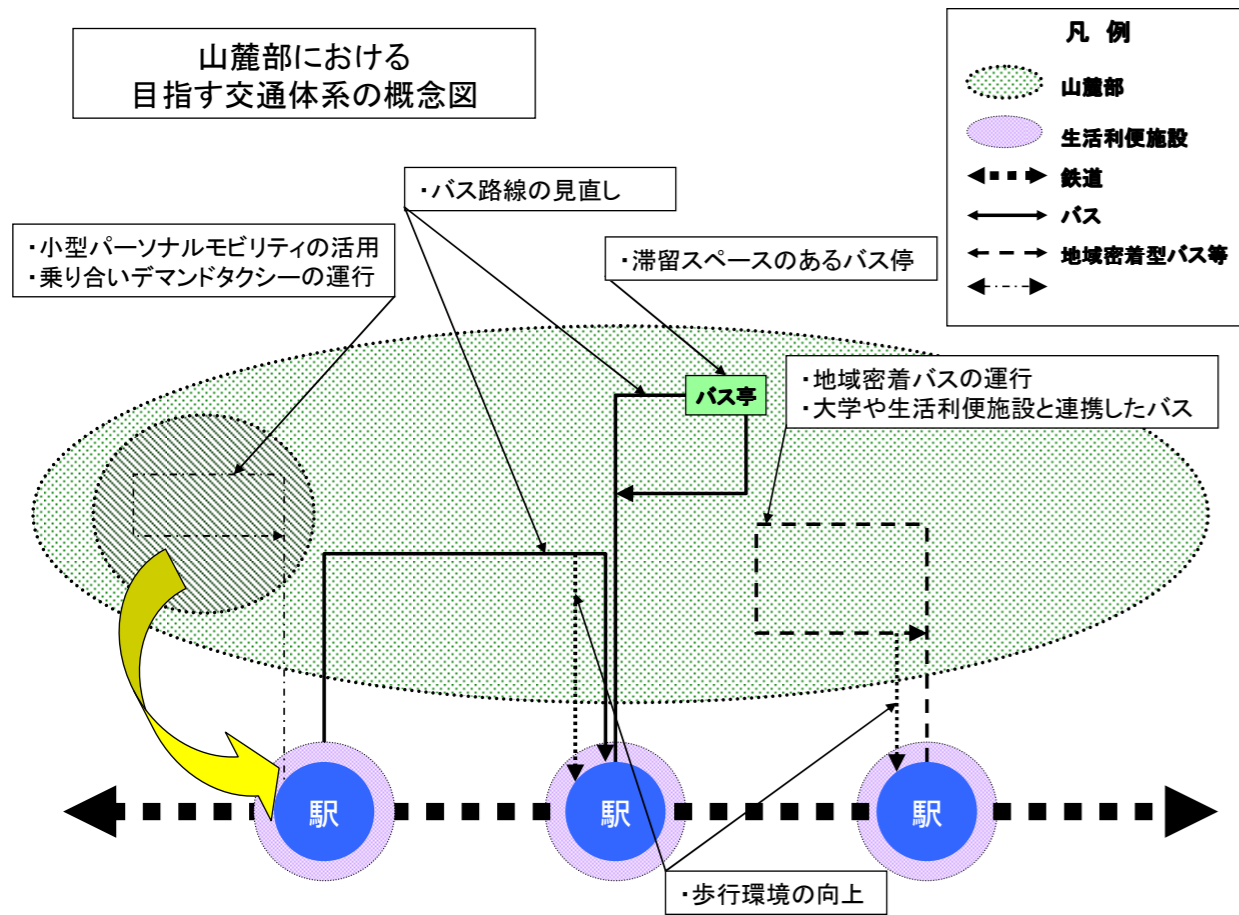 山麓部における
目指す交通体系の概念図
凡 例
山麓部
生活利便施設
鉄道
バス
地域密着型バス等
・バス路線の見直し
・小型パーソナルモビリティの活用
・乗り合いデマンドタクシーの運行
・滞留スペースのあるバス停
バス亭
・地域密着バスの運行
・大学や生活利便施設と連携したバス
駅
駅
駅
・歩行環境の向上